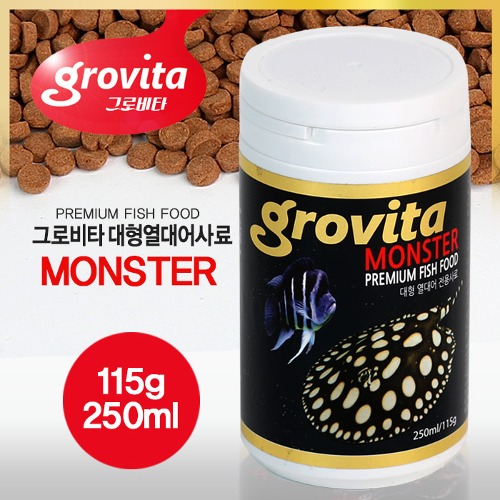 grovita
그로비타
PREMIUM FISH FOOD
그로비타 대형열대어사료
MONSTER
115g
250ml
grovita
MONSTER
PREMIUM FISH FOOD
대형 열대어 전용사료
250ml/115g